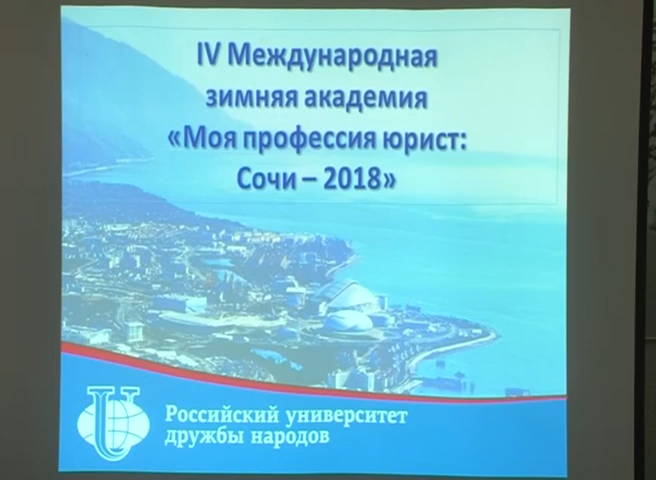 IV Международная
зимняя академия
«Моя профессия юрист:
Сочи – 2018»
Российский университет
дружбы народов